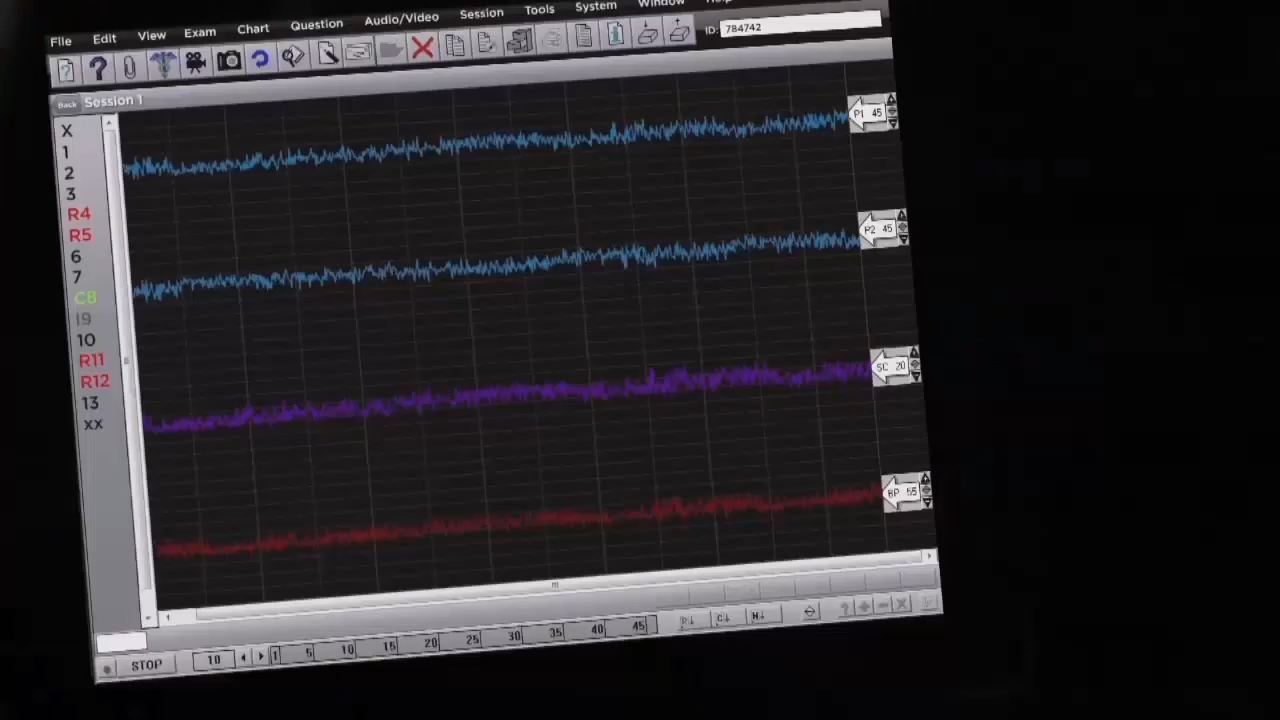 File Edit View Exam Chart Question Audio/Video Session Tools System Window Help
ID: 784742
Back Session 1
X
1
2
3
R4
R5
6
7
C8
I9
10
R11
R12
13
XX
P1 45
P2 45
SC 20
BP 55
STOP 10 1 5 10 15 20 25 30 35 40 45